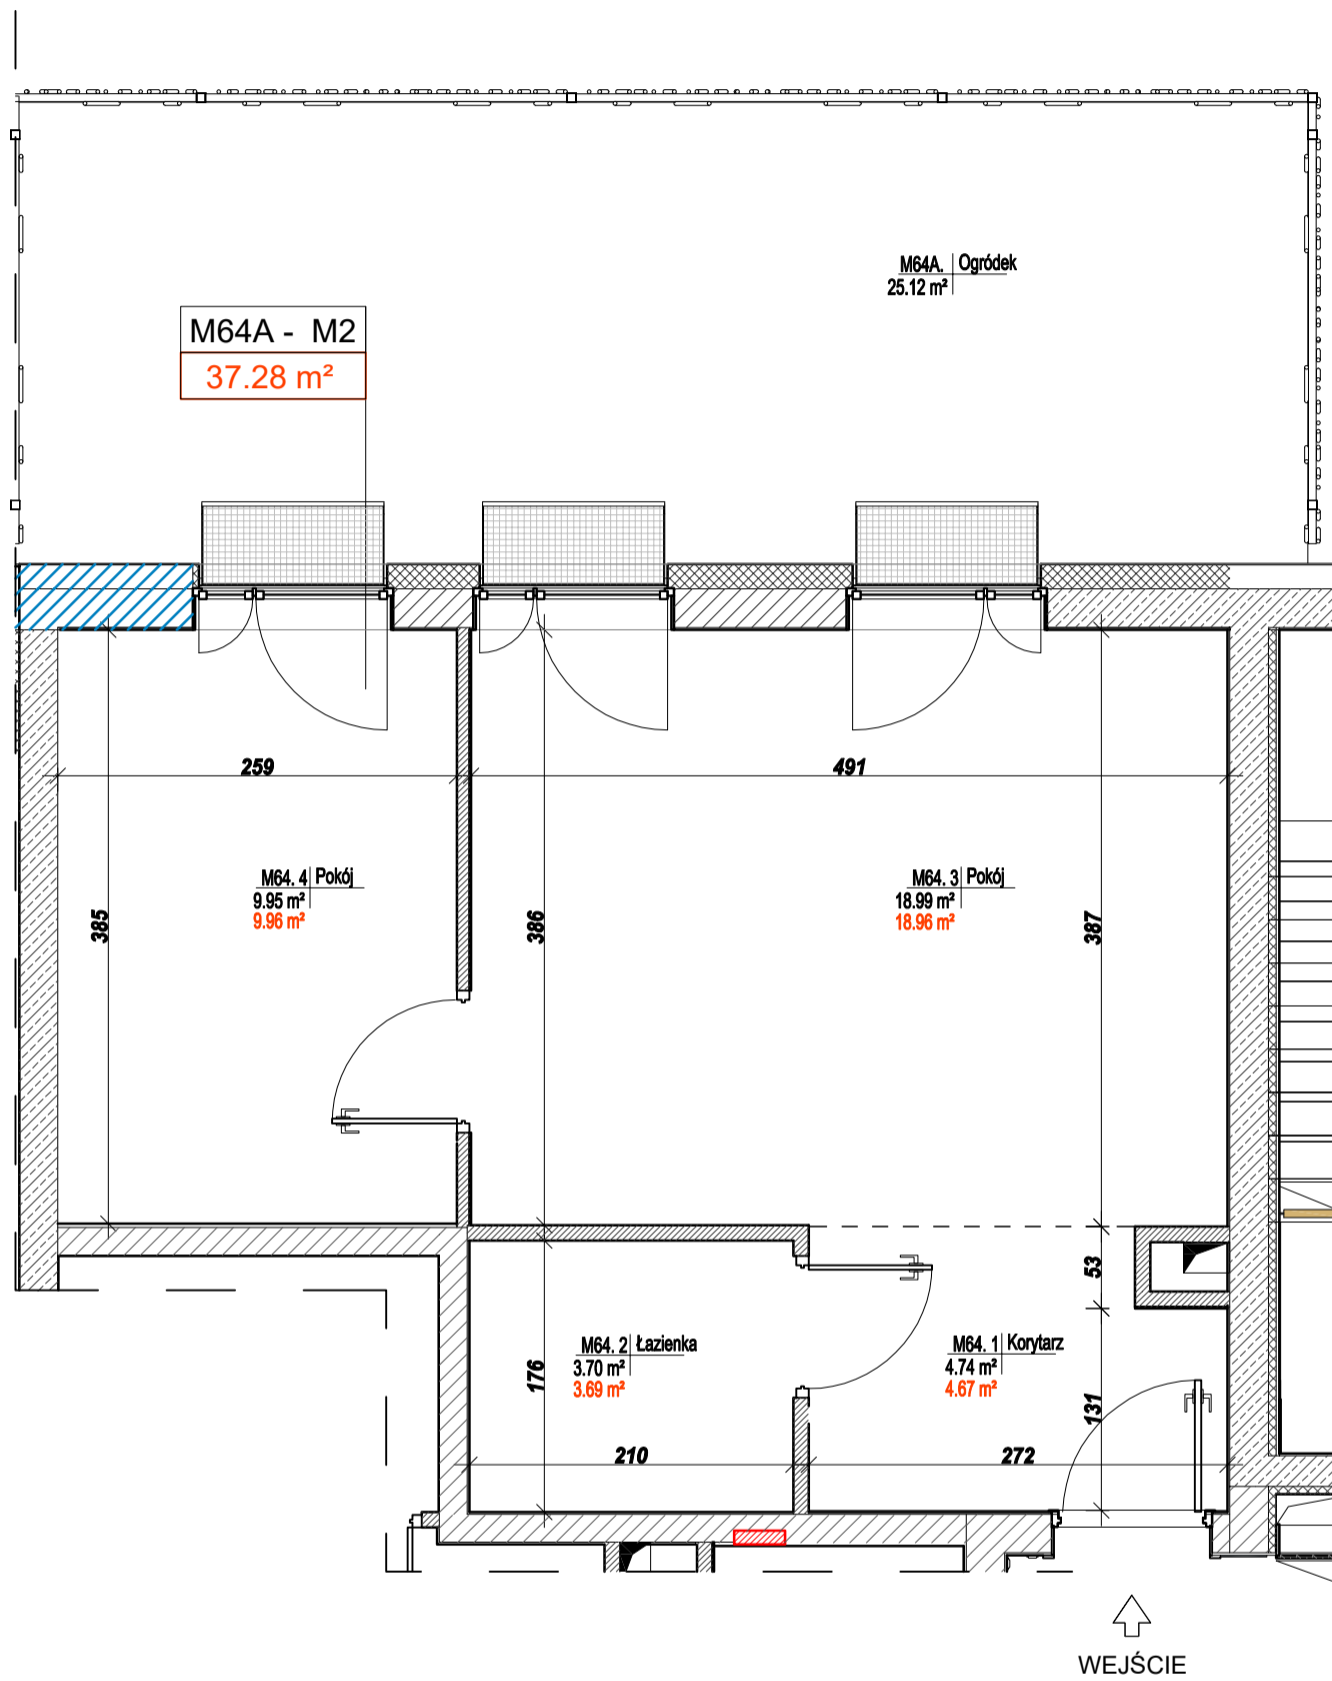 M64A. Ogródek
25.12 m²
M64A - M2
37.28 m²
259
491
M64. 4 Pokój
9.95 m²
9.96 m²
M64. 3 Pokój
18.99 m²
18.96 m²
385
386
387
53
M64. 2 Łazienka
3.70 m²
3.69 m²
M64. 1 Korytarz
4.74 m²
4.67 m²
176
131
210
272
WEJŚCIE